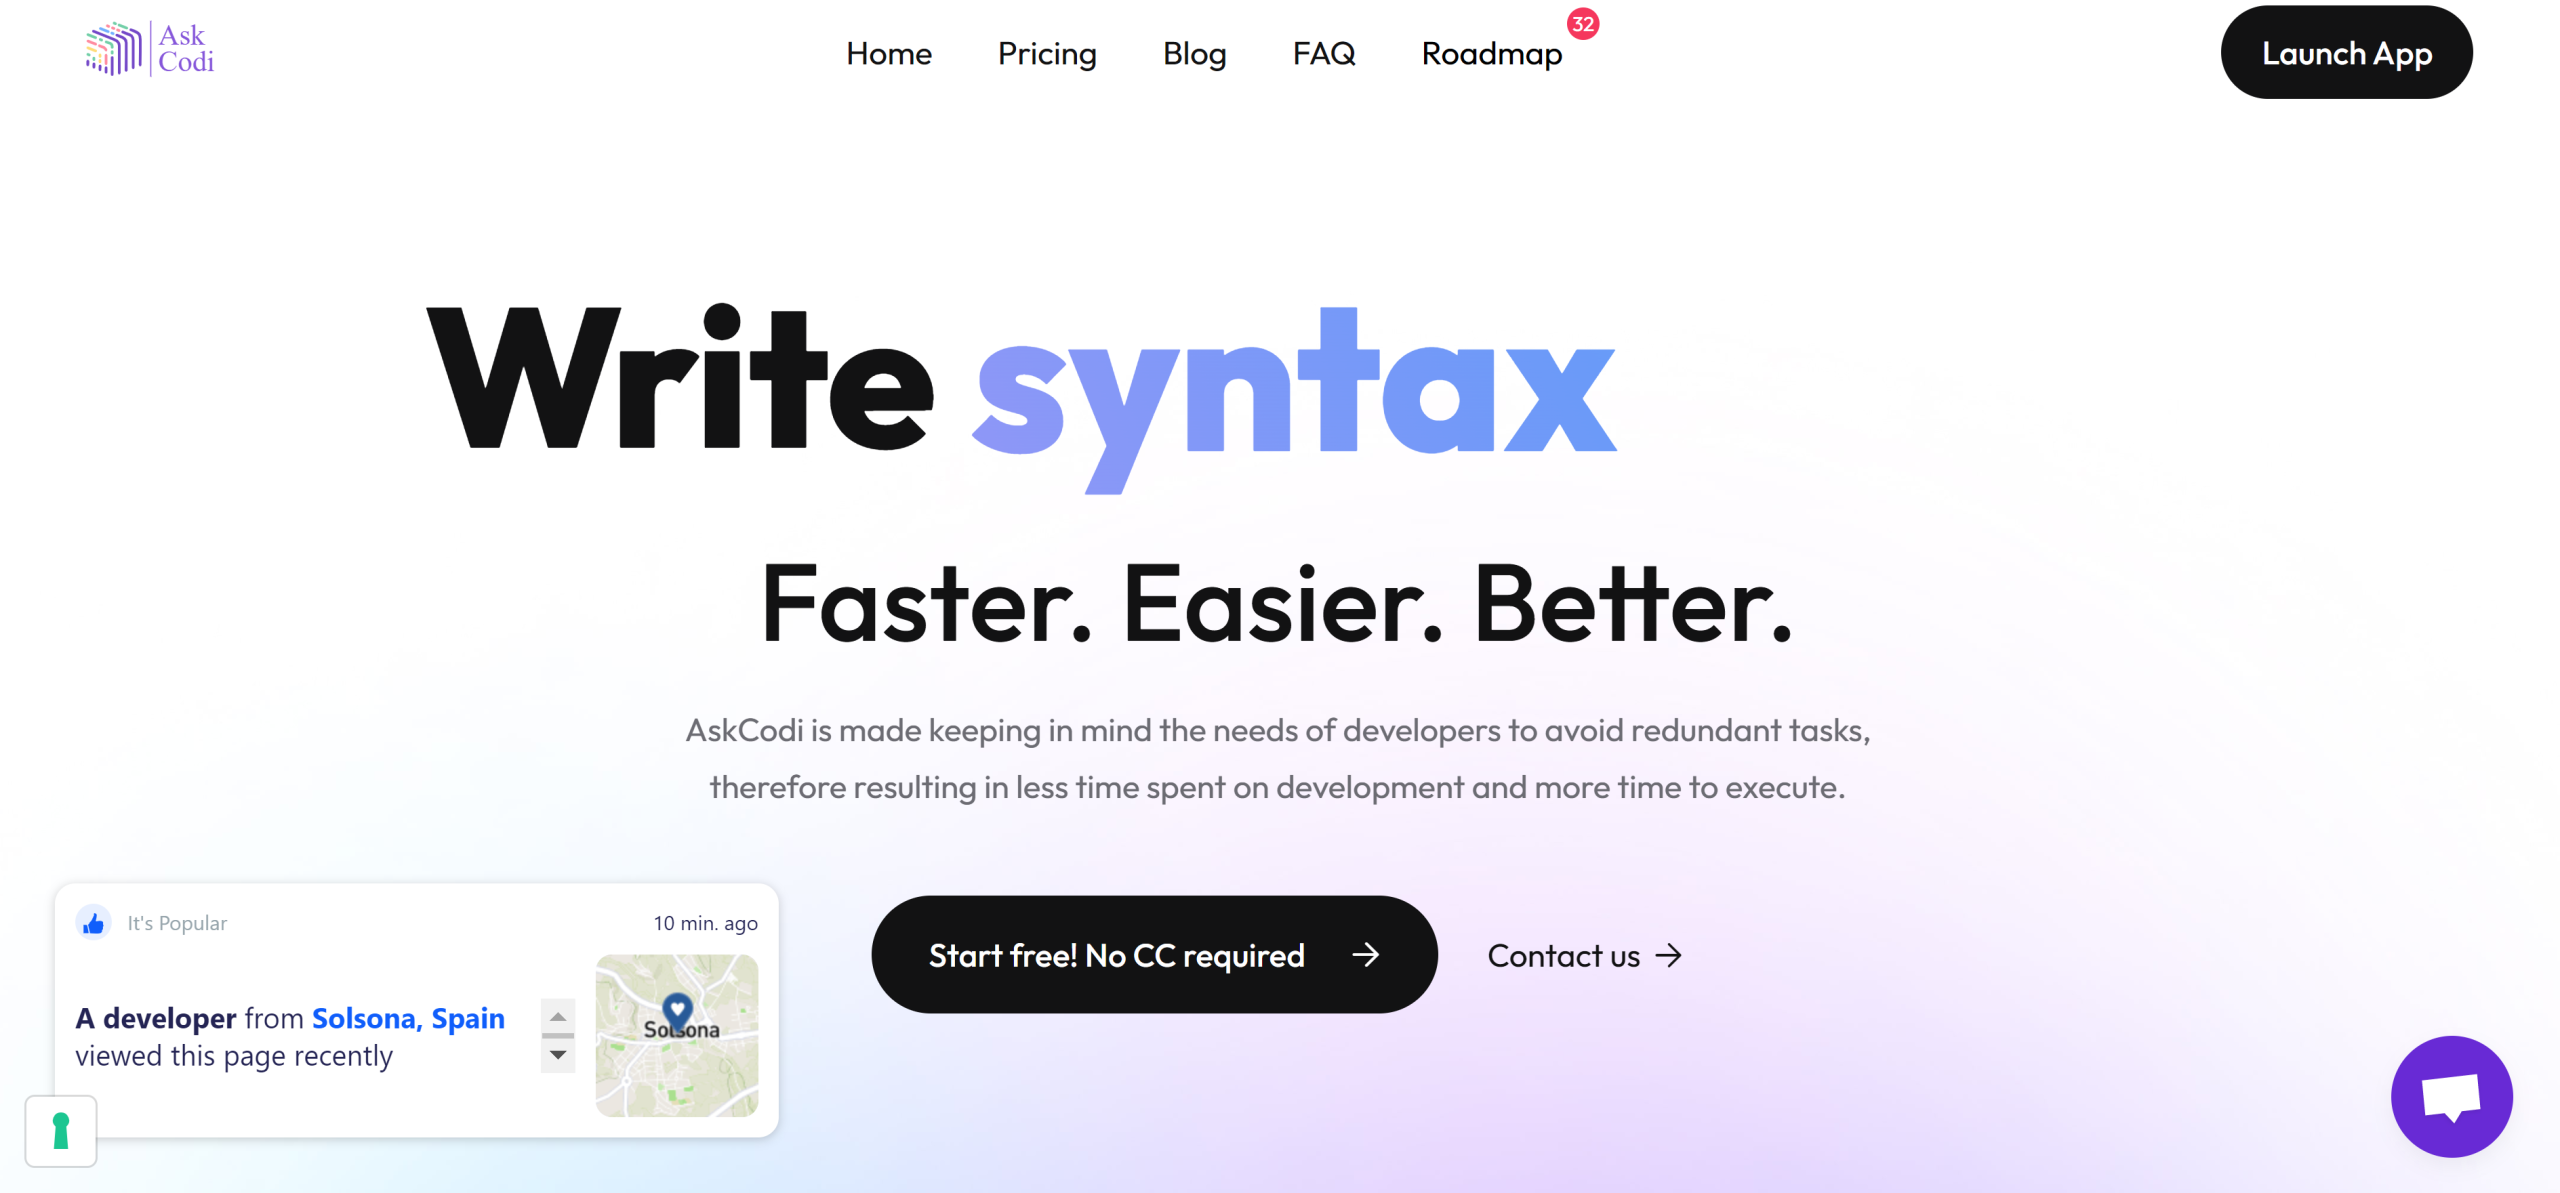 Ask
Codi
Home
Pricing
Blog
FAQ
Roadmap
32
Launch App
Write syntax
Faster. Easier. Better.
AskCodi is made keeping in mind the needs of developers to avoid redundant tasks,
therefore resulting in less time spent on development and more time to execute.
Start free! No CC required
Contact us
It's Popular
10 min. ago
A developer from Solsona, Spain
viewed this page recently
Solsona